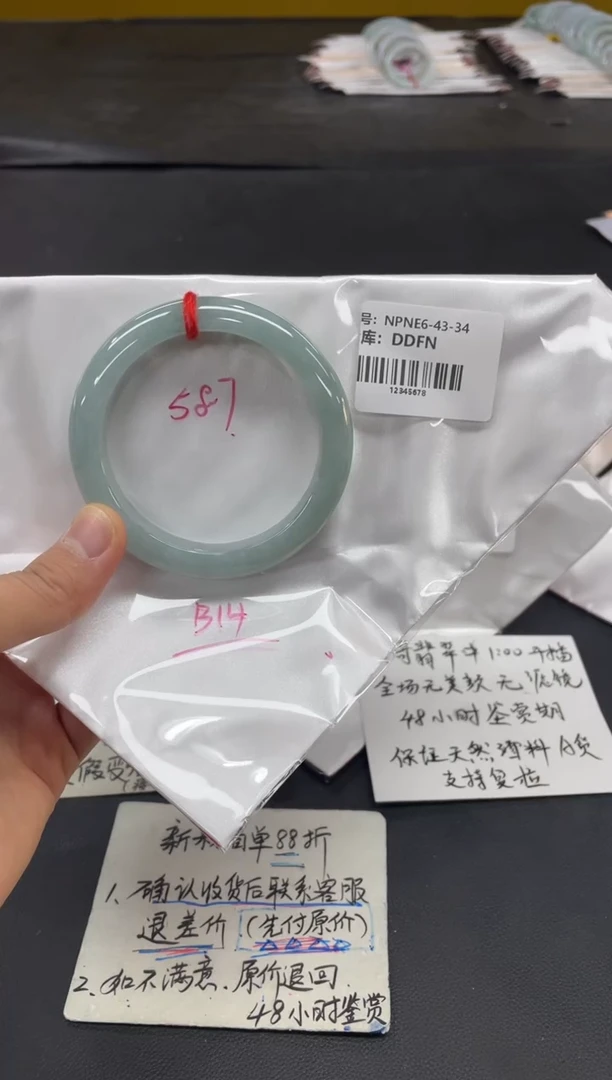 号: NPNE6-43-34
库: DDFN
12345678
587
B14
翡翠 1:00开播
全场无美颜 无滤镜
48小时鉴赏期
保证天然 料A货
支持复检
假
新 首单88折
1、确认收货后联系客服
退差价 (先付原价)
2、如不满意、原价退回
48小时鉴赏